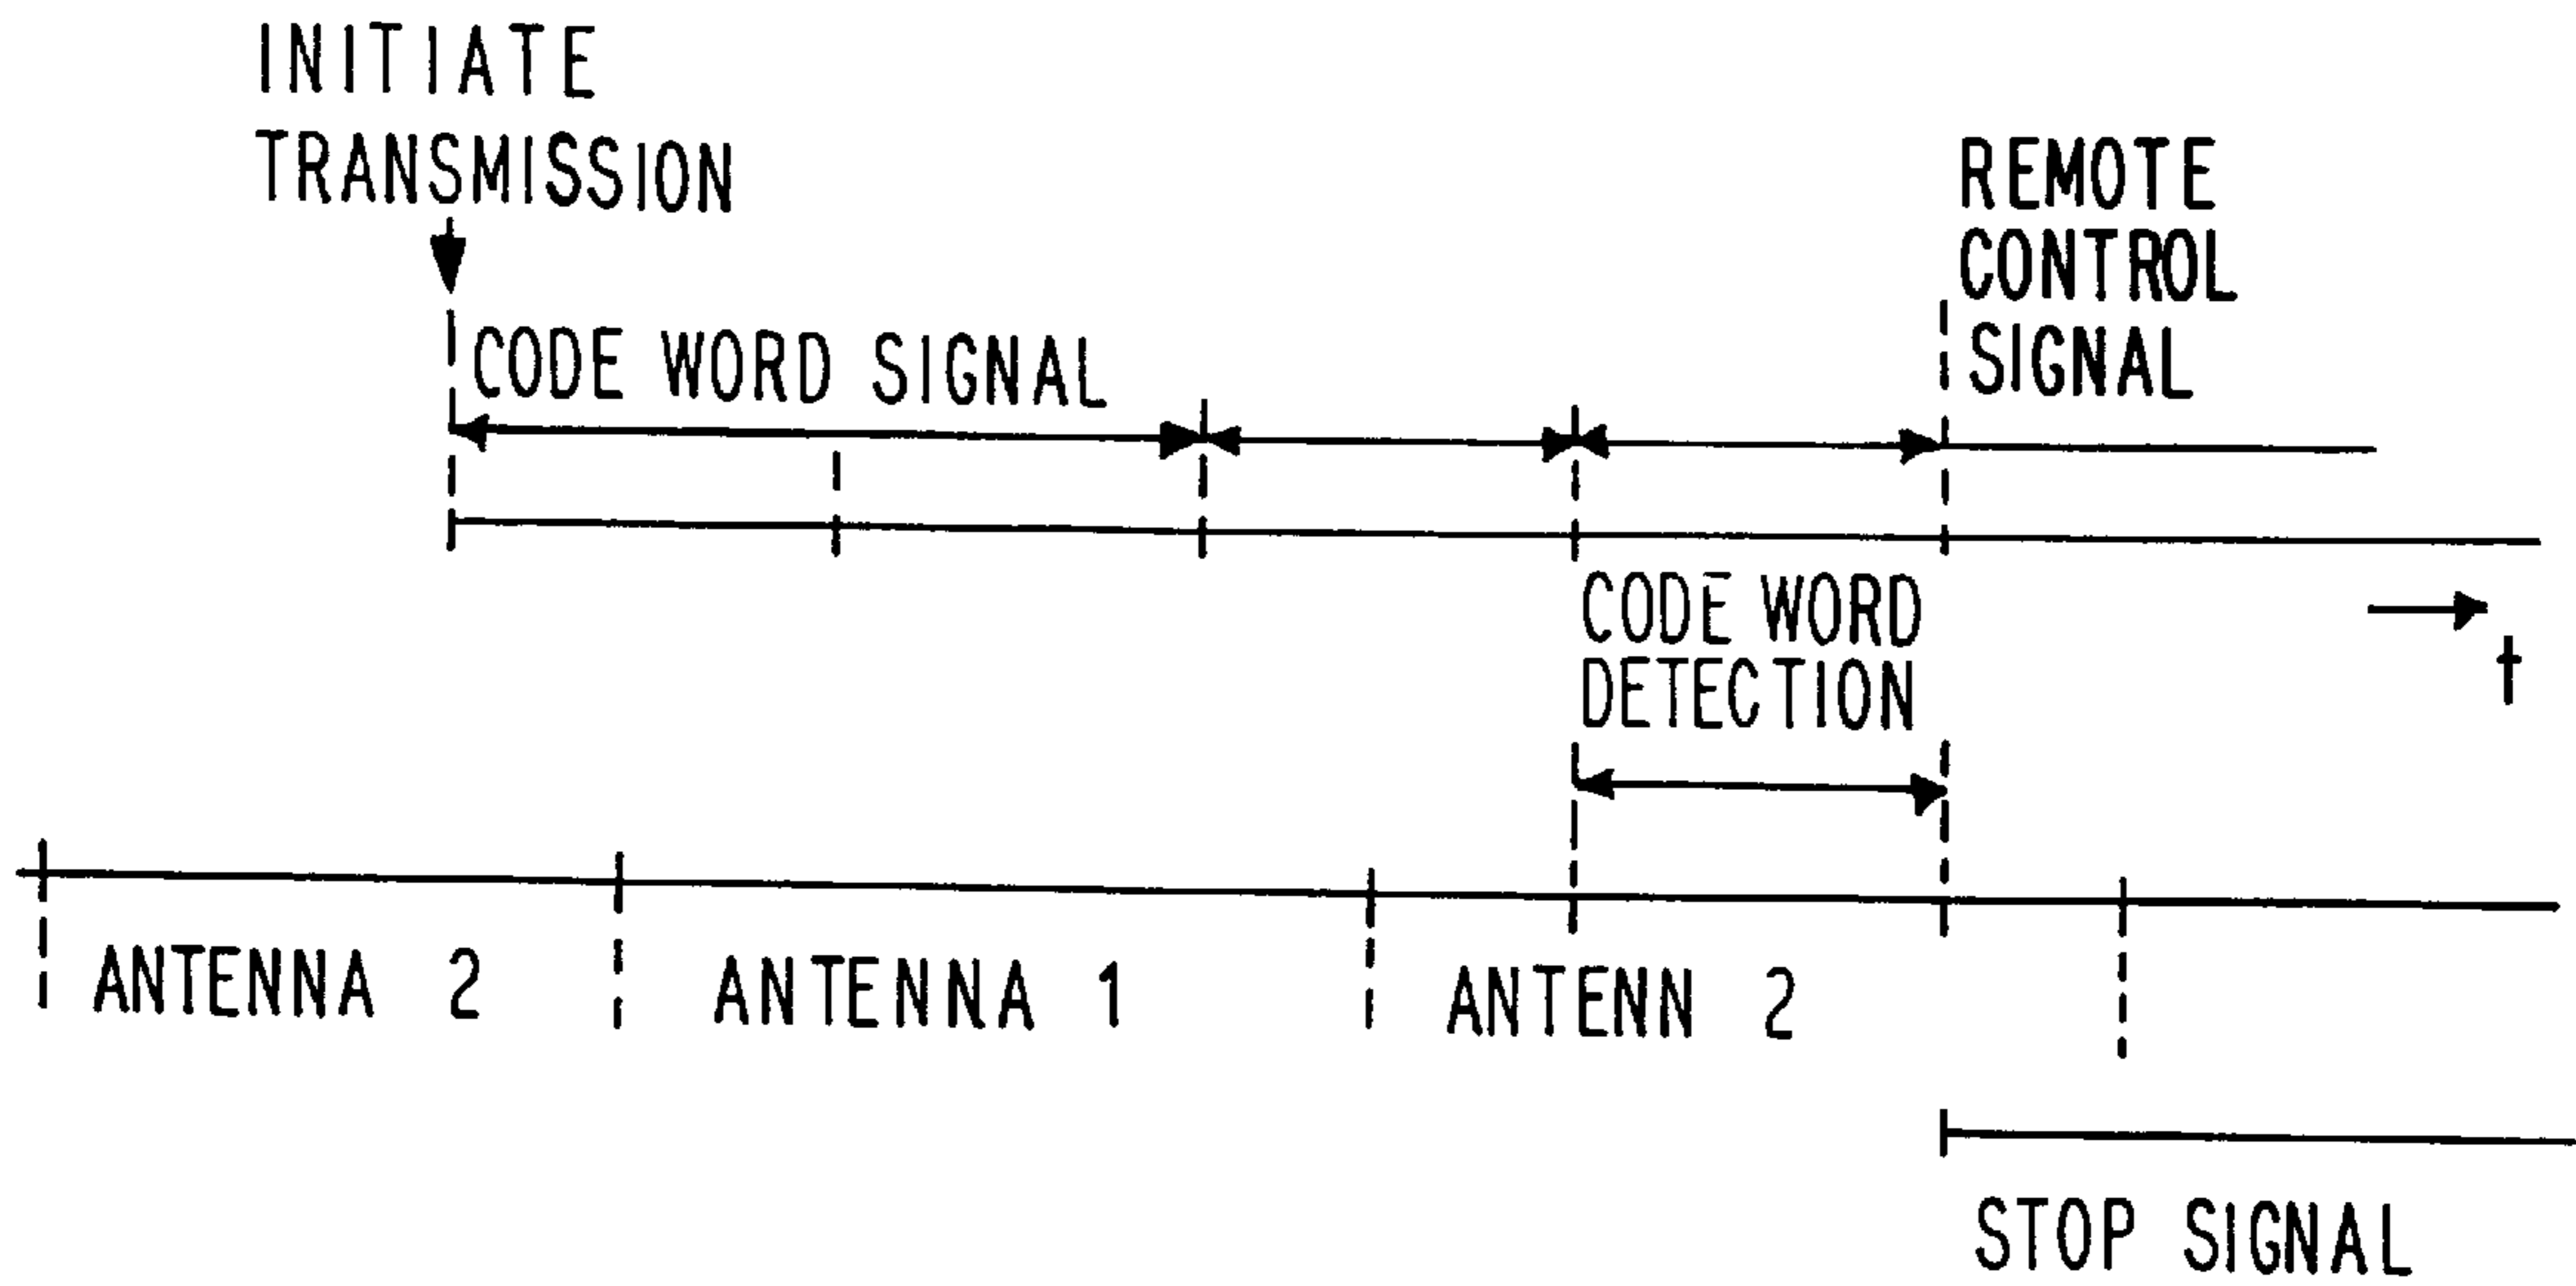 INITIATE
TRANSMISSION
REMOTE
CONTROL
SIGNAL
CODE WORD SIGNAL
CODE WORD
DETECTION
t
ANTENNA 2
ANTENNA 1
ANTENN 2
STOP SIGNAL